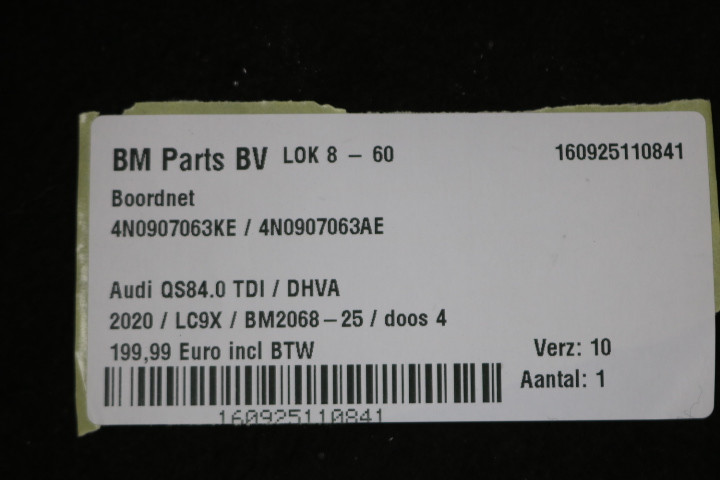 BM Parts BV LOK 8 - 60 160925110841
Boordnet
4N0907063KE / 4N0907063AE
Audi QS84.0 TDI / DHVA
2020 / LC9X / BM2068-25 / doos 4
199,99 Euro incl BTW Verz: 10
Aantal: 1
160925110841